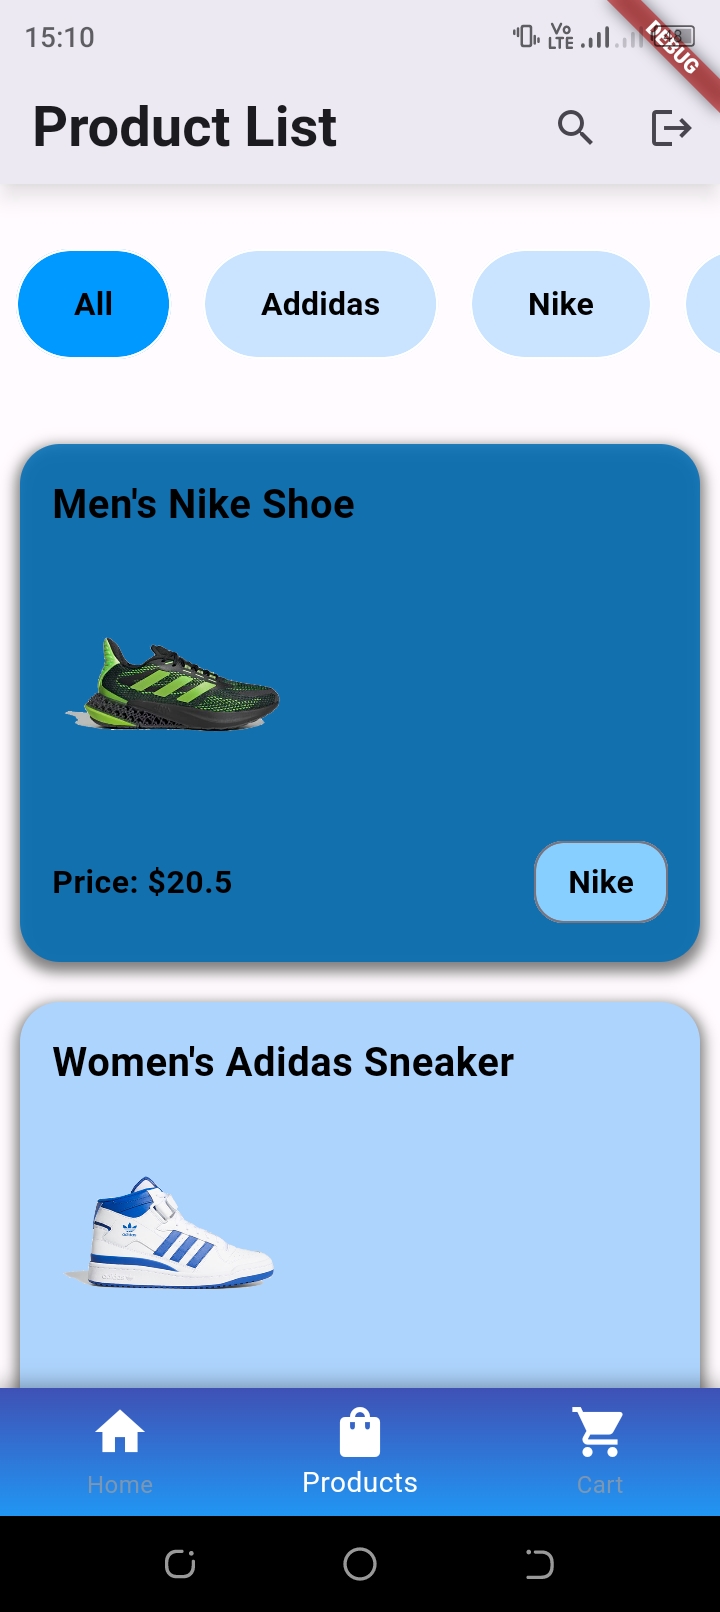 15:10
Vo
LTE
DEBUG
Product List
All
Addidas
Nike
Men's Nike Shoe
Price: $20.5
Nike
Women's Adidas Sneaker
adidas
Home
Products
Cart